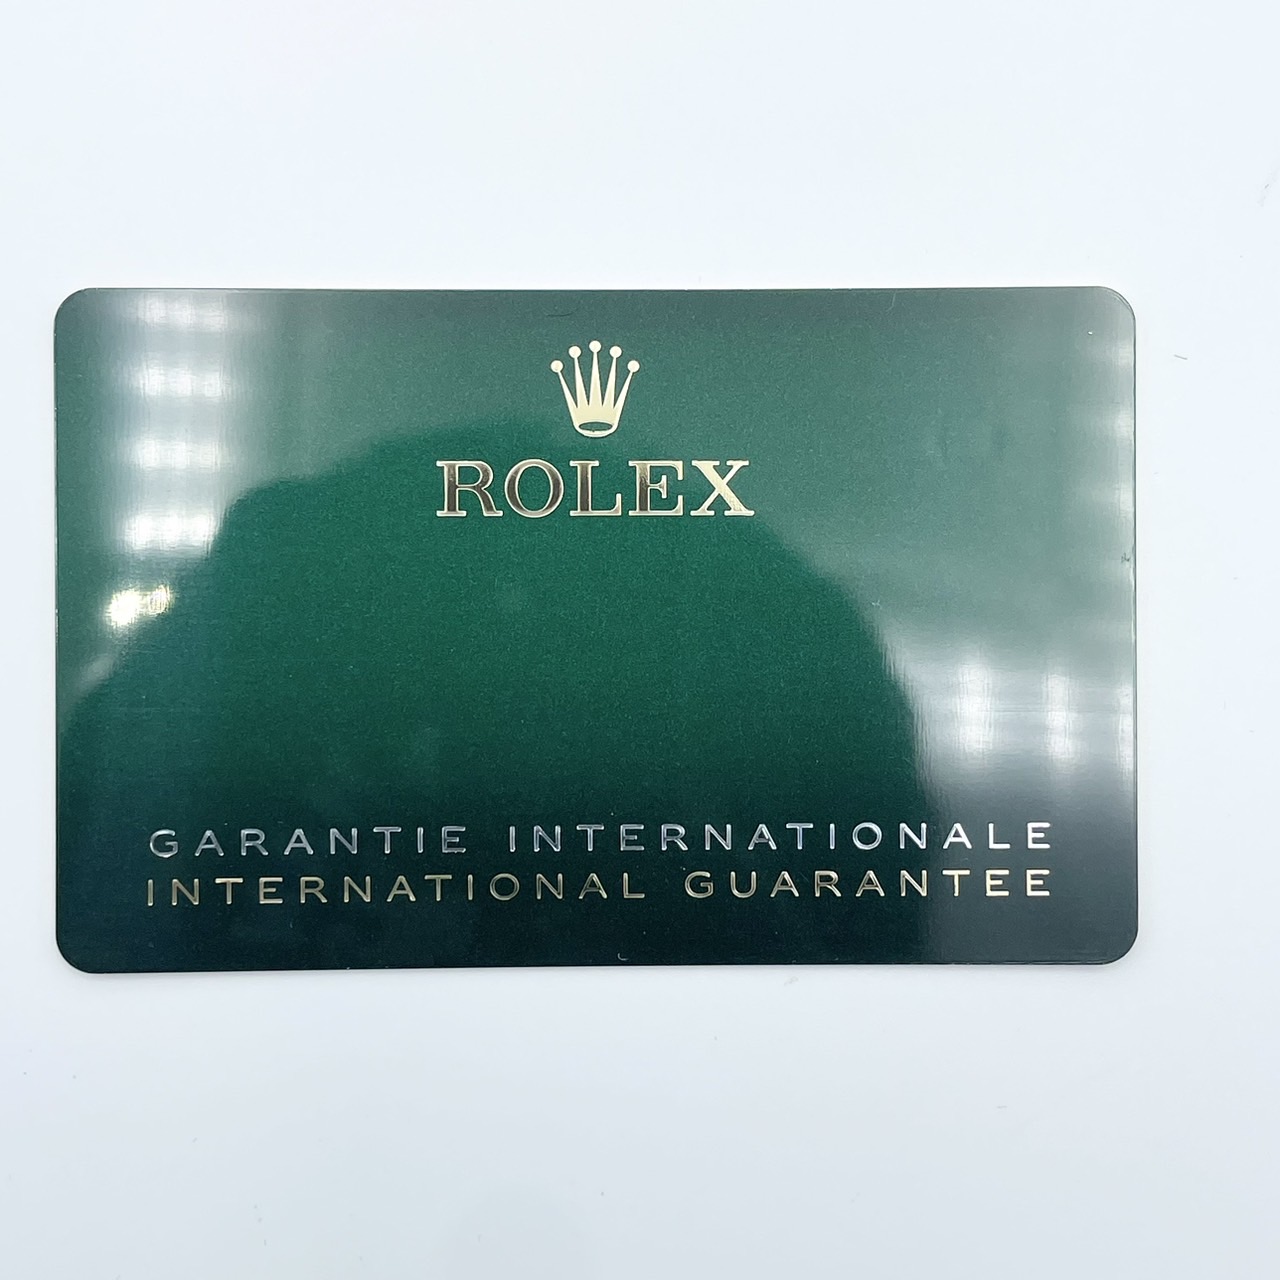 ROLEX
GARANTIE INTERNATIONALE
INTERNATIONAL GUARANTEE